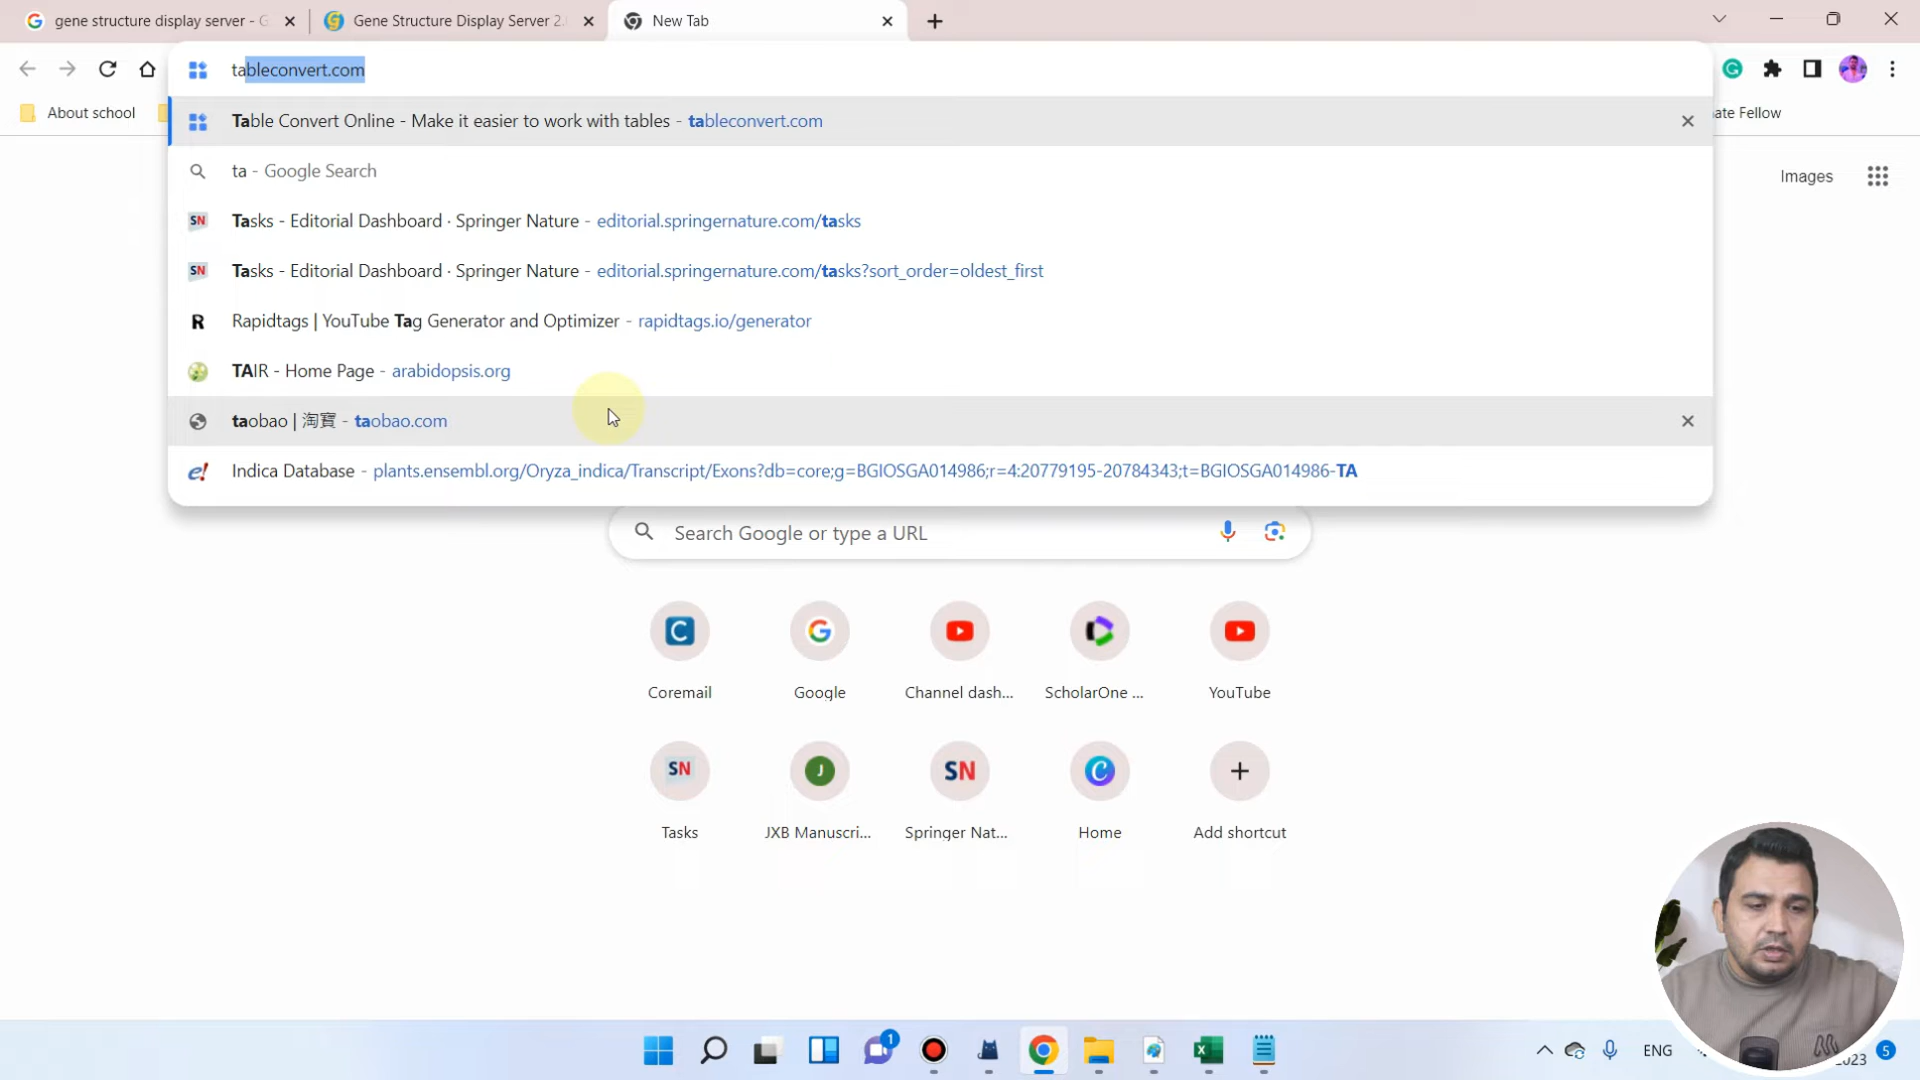 gene structure display server - G
Gene Structure Display Server 2.
New Tab
tableconvert.com
About school
Table Convert Online - Make it easier to work with tables - tableconvert.com
ate Fellow
ta - Google Search
Images
SN Tasks - Editorial Dashboard · Springer Nature - editorial.springernature.com/tasks
SN Tasks - Editorial Dashboard · Springer Nature - editorial.springernature.com/tasks?sort_order=oldest_first
R Rapidtags | YouTube Tag Generator and Optimizer - rapidtags.io/generator
TAIR - Home Page - arabidopsis.org
taobao | 淘寶 - taobao.com
e! Indica Database - plants.ensembl.org/Oryza_indica/Transcript/Exons?db=core;g=BGIOSGA014986;r=4:20779195-20784343;t=BGIOSGA014986-TA
Search Google or type a URL
Coremail Google Channel dash... ScholarOne ... YouTube
SN J SN
Tasks JXB Manuscri... Springer Nat... Home Add shortcut
1
ENG
2023
5